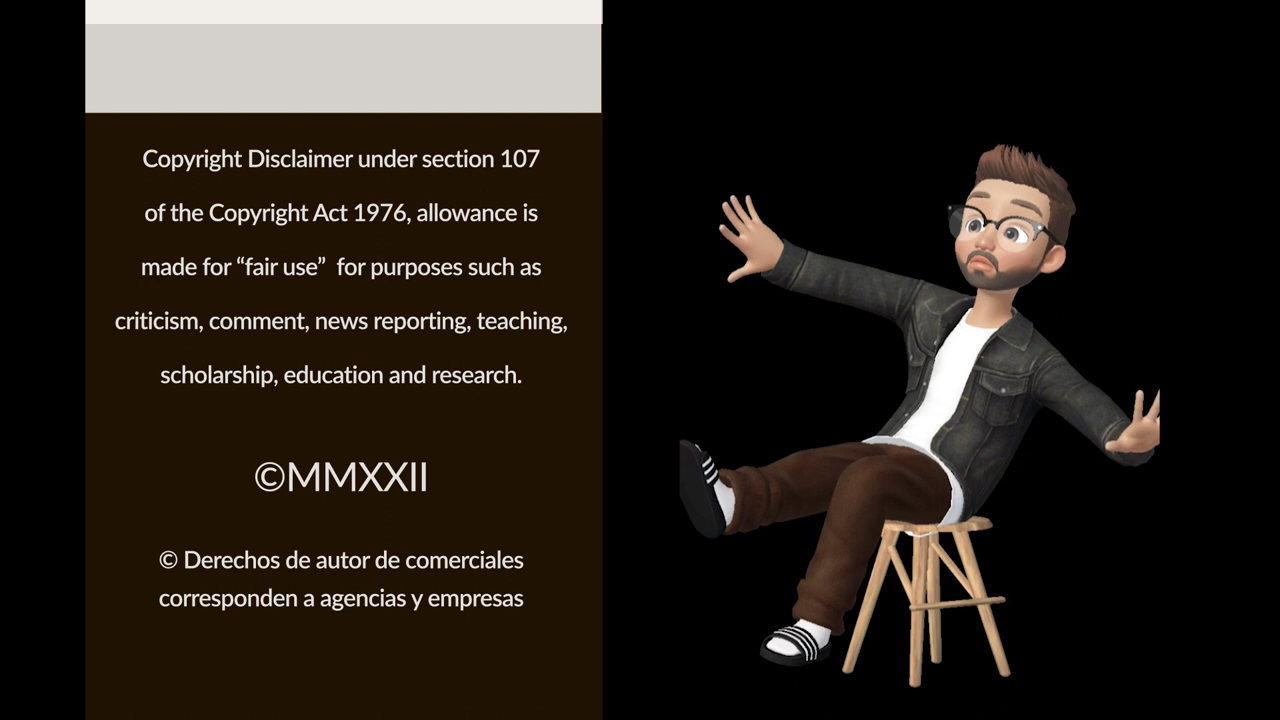 Copyright Disclaimer under section 107
of the Copyright Act 1976, allowance is
made for “fair use”  for purposes such as
criticism, comment, news reporting, teaching,
scholarship, education and research.
©MMXXII
© Derechos de autor de comerciales
corresponden a agencias y empresas